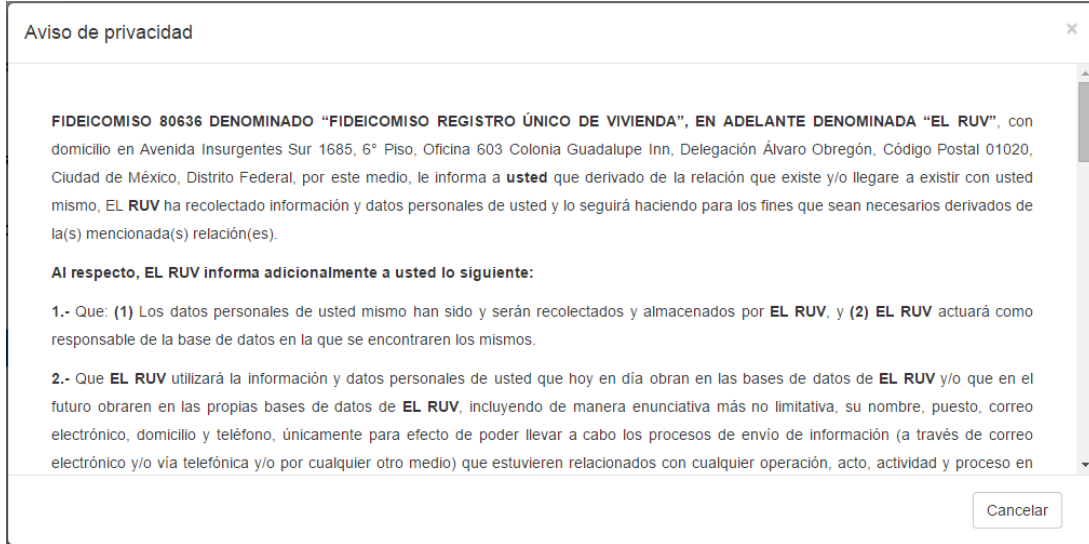 Aviso de privacidad
×
FIDEICOMISO 80636 DENOMINADO “FIDEICOMISO REGISTRO ÚNICO DE VIVIENDA”, EN ADELANTE DENOMINADA “EL RUV”, con
domicilio en Avenida Insurgentes Sur 1685, 6° Piso, Oficina 603 Colonia Guadalupe Inn, Delegación Álvaro Obregón, Código Postal 01020,
Ciudad de México, Distrito Federal, por este medio, le informa a usted que derivado de la relación que existe y/o llegare a existir con usted
mismo, EL RUV ha recolectado información y datos personales de usted y lo seguirá haciendo para los fines que sean necesarios derivados de
la(s) mencionada(s) relación(es).
Al respecto, EL RUV informa adicionalmente a usted lo siguiente:
1.- Que: (1) Los datos personales de usted mismo han sido y serán recolectados y almacenados por EL RUV, y (2) EL RUV actuará como
responsable de la base de datos en la que se encontraren los mismos.
2.- Que EL RUV utilizará la información y datos personales de usted que hoy en día obran en las bases de datos de EL RUV y/o que en el
futuro obraren en las propias bases de datos de EL RUV, incluyendo de manera enunciativa más no limitativa, su nombre, puesto, correo
electrónico, domicilio y teléfono, únicamente para efecto de poder llevar a cabo los procesos de envío de información (a través de correo
electrónico y/o vía telefónica y/o por cualquier otro medio) que estuvieren relacionados con cualquier operación, acto, actividad y proceso en
Cancelar